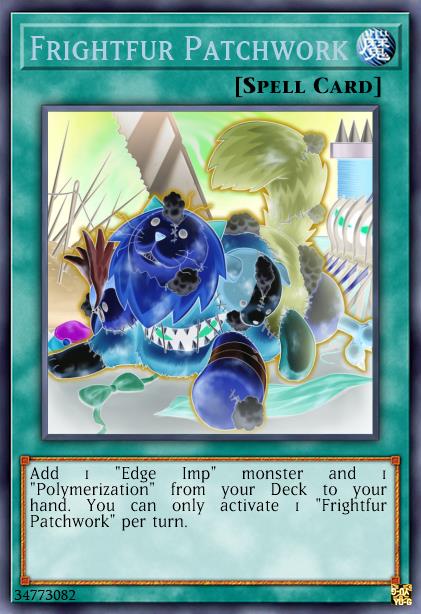 FRIGHTFUR PATCHWORK
魔
[SPELL CARD]
Add 1 "Edge Imp" monster and 1
"Polymerization" from your Deck to your
hand. You can only activate 1 "Frightfur
Patchwork" per turn.
34773082